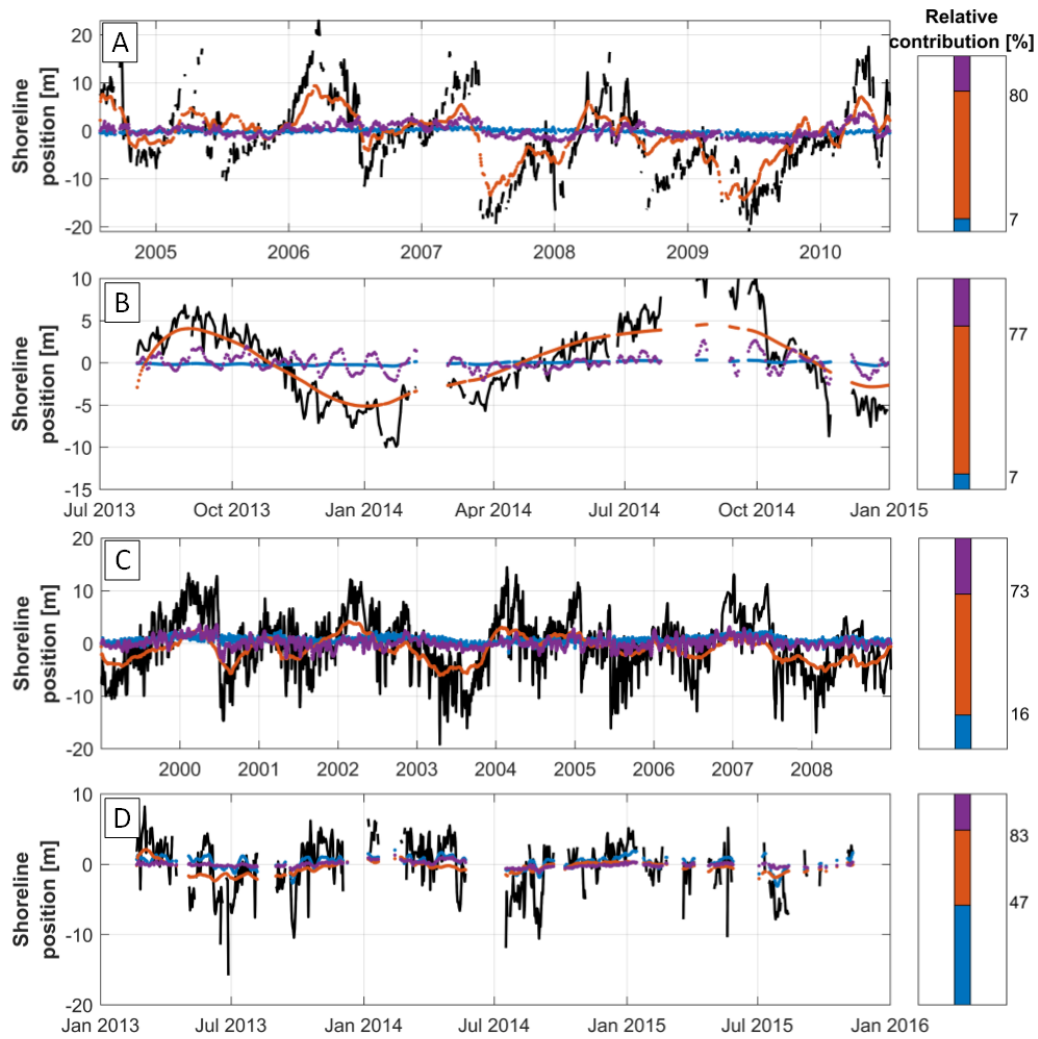 Relative
contribution [%]
A
Shoreline
position [m]
20
10
0
-10
-20
2005
2006
2007
2008
2009
2010
80
7
B
Shoreline
position [m]
10
5
0
-5
-10
-15
Jul 2013
Oct 2013
Jan 2014
Apr 2014
Jul 2014
Oct 2014
Jan 2015
77
7
C
Shoreline
position [m]
20
10
0
-10
-20
2000
2001
2002
2003
2004
2005
2006
2007
2008
73
16
D
Shoreline
position [m]
10
0
-10
-20
Jan 2013
Jul 2013
Jan 2014
Jul 2014
Jan 2015
Jul 2015
Jan 2016
83
47